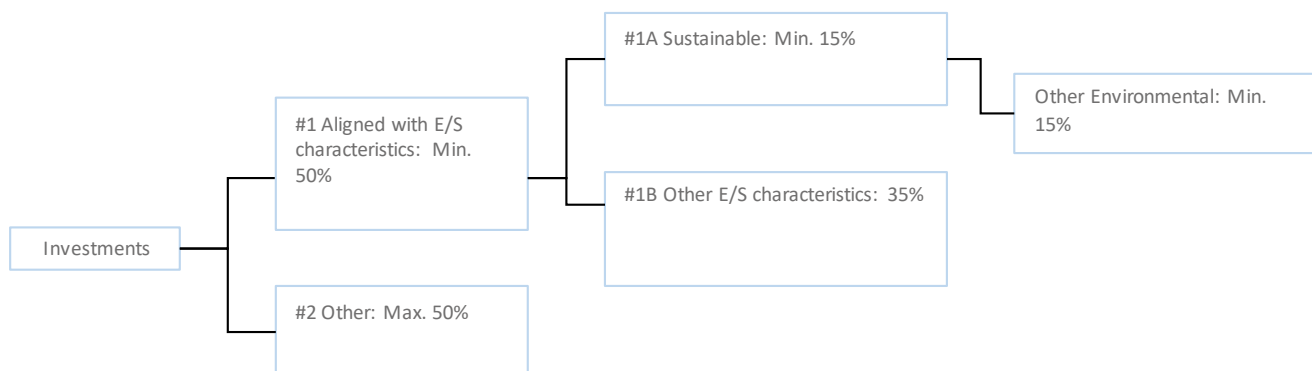 #1A Sustainable: Min. 15%
Other Environmental: Min.
15%
#1 Aligned with E/S
characteristics: Min.
50%
#1B Other E/S characteristics: 35%
Investments
#2 Other: Max. 50%